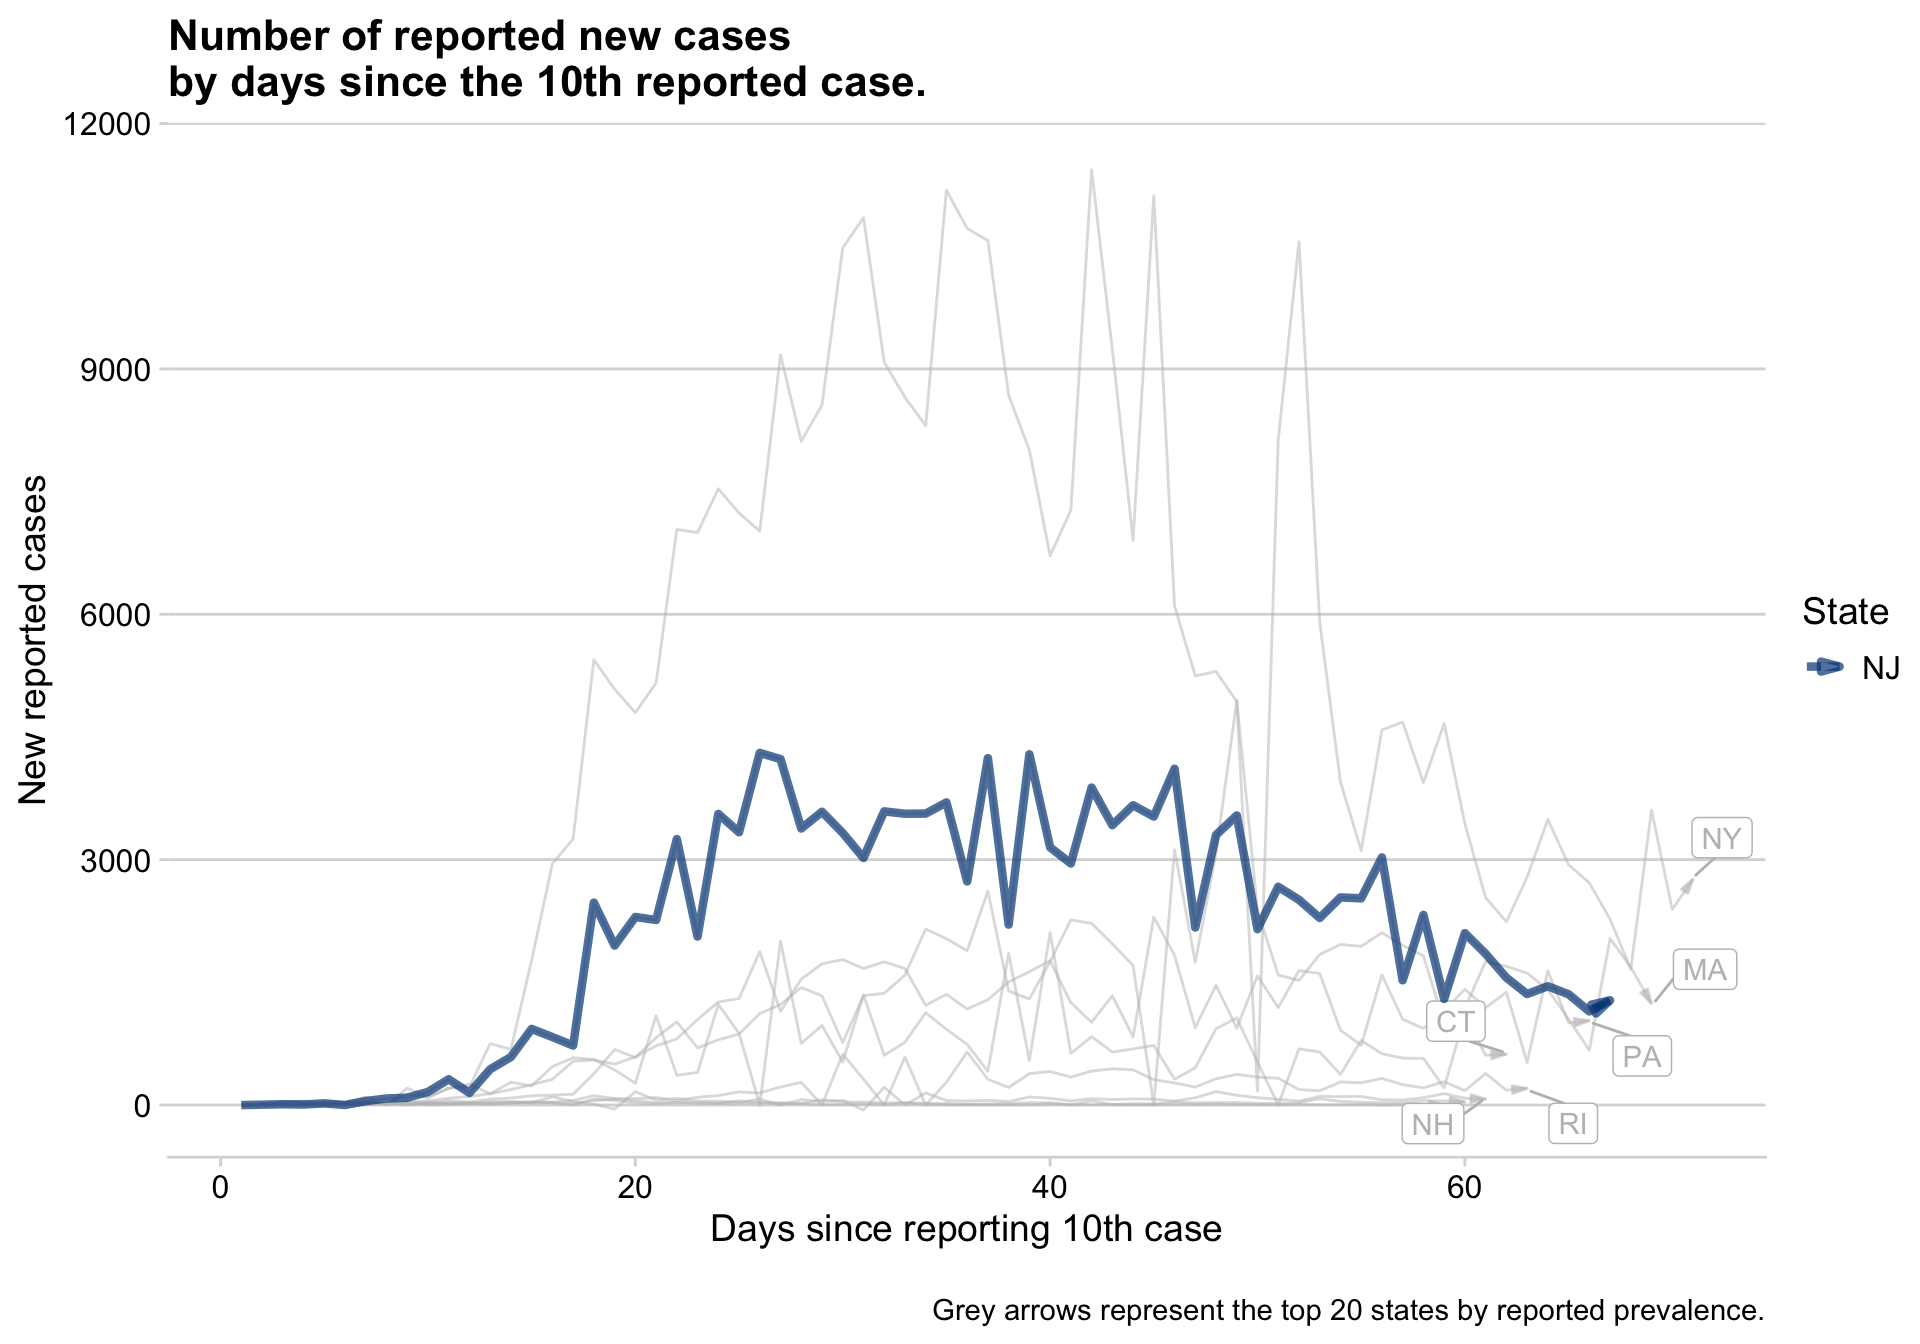 Number of reported new cases
by days since the 10th reported case.
12000
9000
6000
3000
0
New reported cases
NY
MA
CT
PA
NH
RI
State
NJ
0
20
40
60
Days since reporting 10th case
Grey arrows represent the top 20 states by reported prevalence.